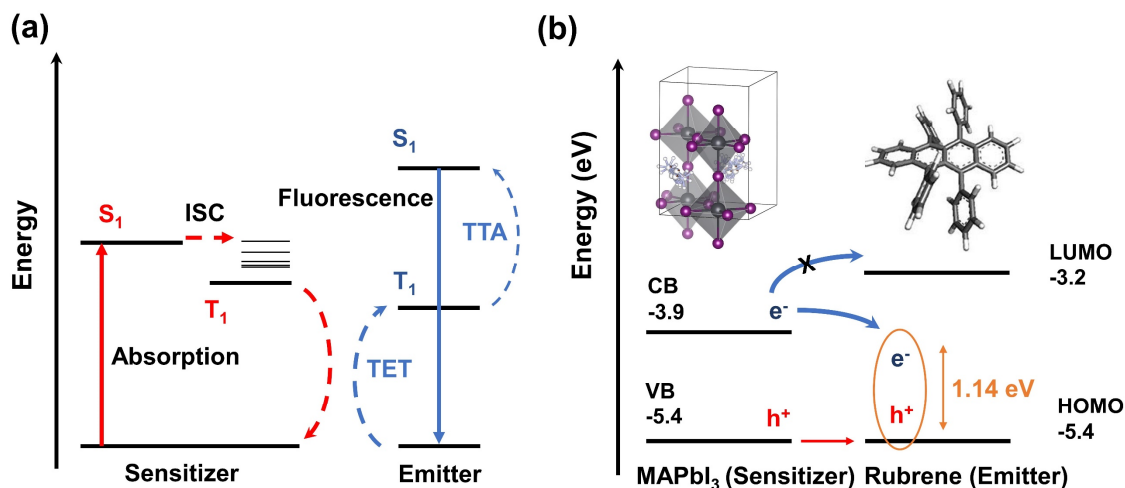 (a)
Energy
S1
ISC
T1
Absorption
Sensitizer
S1
Fluorescence
TTA
T1
TET
Emitter
(b)
Energy (eV)
CB
-3.9
e-
X
LUMO
-3.2
VB
-5.4
h+
e-
h+
1.14 eV
HOMO
-5.4
MAPbI3 (Sensitizer)
Rubrene (Emitter)